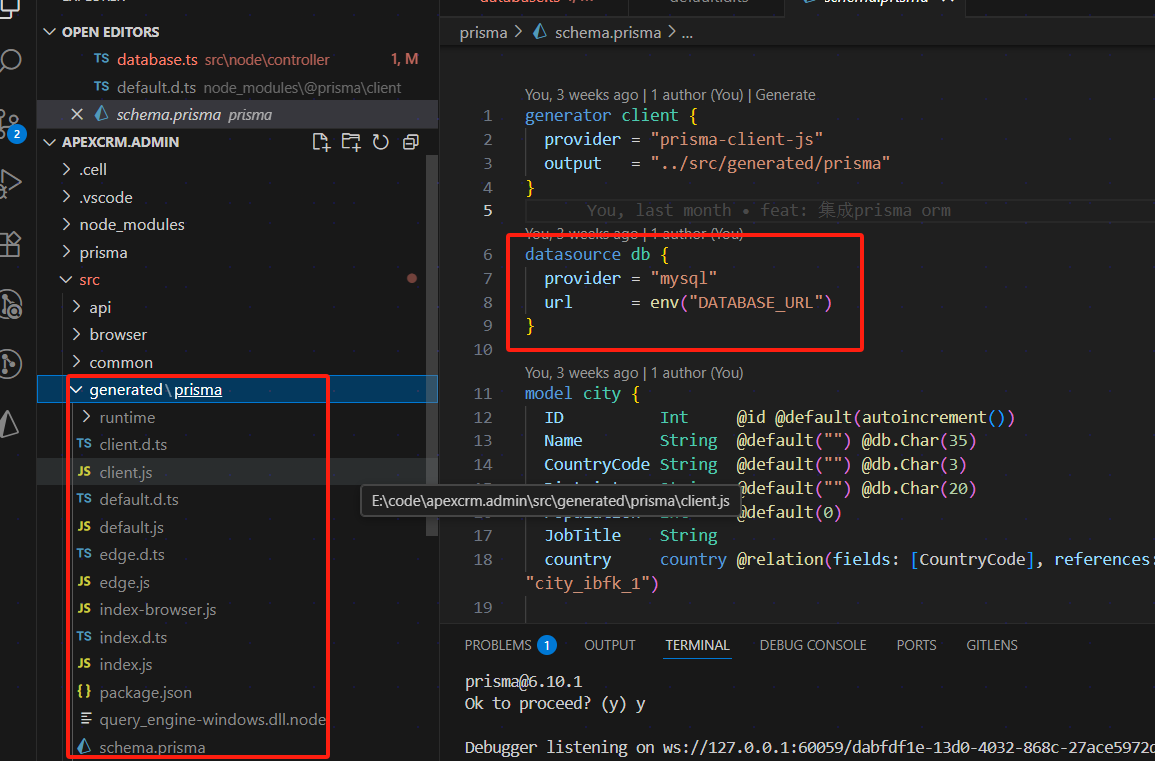 OPEN EDITORS
TS database.ts src\node\controller 1, M
TS default.d.ts node_modules\@prisma\client
schema.prisma prisma
APEXCRM.ADMIN
.cell
.vscode
node_modules
prisma
src
api
browser
common
generated\prisma
runtime
TS client.d.ts
JS client.js
TS default.d.ts
JS default.js
TS edge.d.ts
JS edge.js
JS index-browser.js
TS index.d.ts
JS index.js
{} package.json
query_engine-windows.dll.node
schema.prisma
2
prisma > schema.prisma > ...
You, 3 weeks ago | 1 author (You) | Generate
1 generator client {
2 provider = "prisma-client-js"
3 output = "../src/generated/prisma"
4 }
5 You, last month • feat: 集成prisma orm
You, 3 weeks ago | 1 author (You)
6 datasource db {
7 provider = "mysql"
8 url = env("DATABASE_URL")
9 }
10
You, 3 weeks ago | 1 author (You)
11 model city {
12 ID Int @id @default(autoincrement())
13 Name String @default("") @db.Char(35)
14 CountryCode String @default("") @db.Char(3)
@default("") @db.Char(20)
E:\code\apexcrm.admin\src\generated\prisma\client.js
@default(0)
17 JobTitle String
18 country country @relation(fields: [CountryCode], references:
"city_ibfk_1")
19
PROBLEMS 1 OUTPUT TERMINAL DEBUG CONSOLE PORTS GITLENS
prisma@6.10.1
Ok to proceed? (y) y
Debugger listening on ws://127.0.0.1:60059/dabfdf1e-13d0-4032-868c-27ace5972d